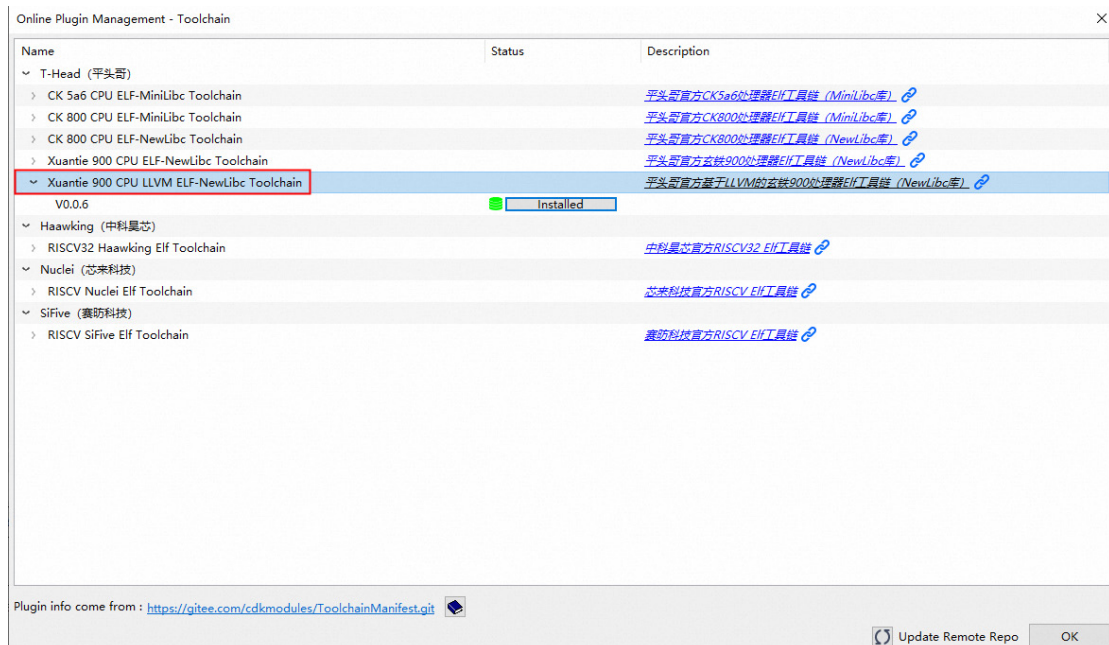 Online Plugin Management - Toolchain
Name Status Description
T-Head（平头哥）
CK 5a6 CPU ELF-MiniLibc Toolchain 平头哥官方CK5a6处理器Elf工具链（MiniLibc库）
CK 800 CPU ELF-MiniLibc Toolchain 平头哥官方CK800处理器Elf工具链（MiniLibc库）
CK 800 CPU ELF-NewLibc Toolchain 平头哥官方CK800处理器Elf工具链（NewLibc库）
Xuantie 900 CPU ELF-NewLibc Toolchain 平头哥官方玄铁900处理器Elf工具链（NewLibc库）
Xuantie 900 CPU LLVM ELF-NewLibc Toolchain 平头哥官方基于LLVM的玄铁900处理器Elf工具链（NewLibc库）
V0.0.6 Installed
Haawking（中科昊芯）
RISCV32 Haawking Elf Toolchain 中科昊芯官方RISCV32 Elf工具链
Nuclei（芯来科技）
RISCV Nuclei Elf Toolchain 芯来科技官方RISCV Elf工具链
SiFive（赛昉科技）
RISCV SiFive Elf Toolchain 赛昉科技官方RISCV Elf工具链
Plugin info come from : https://gitee.com/cdkmodules/ToolchainManifest.git
Update Remote Repo OK